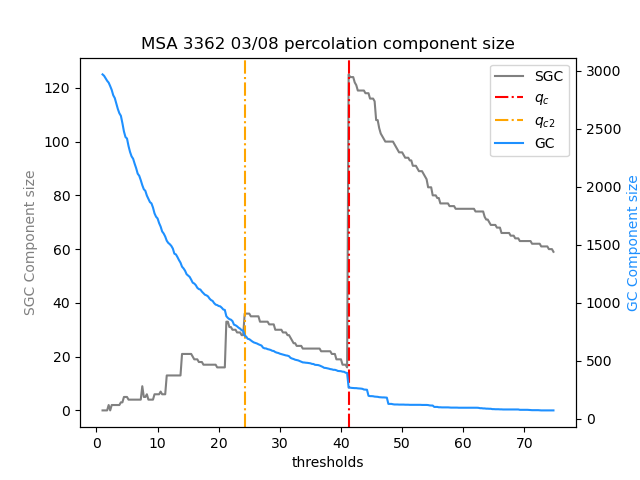 MSA 3362 03/08 percolation component size
SGC Component size
120
100
80
60
40
20
0
3000
2500
2000
1500
1000
500
0
GC Component size
SGC
q_c
q_{c2}
GC
0 10 20 30 40 50 60 70
thresholds